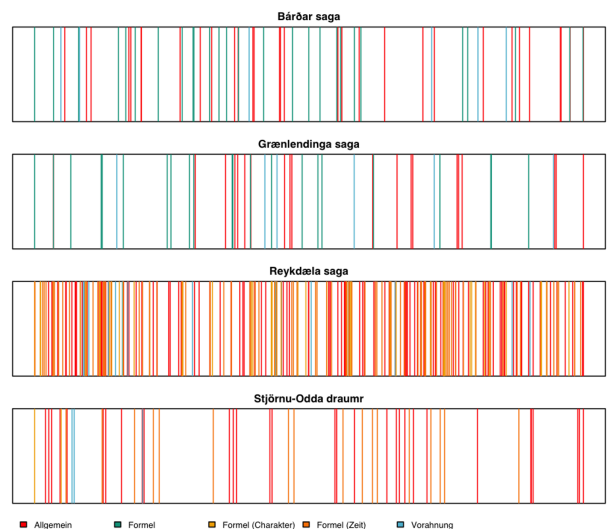 Bárðar saga
Grænlendinga saga
Reykdæla saga
Stjörnu-Odda draumr
Allgemein Formel Formel (Charakter) Formel (Zeit) Vorahnung